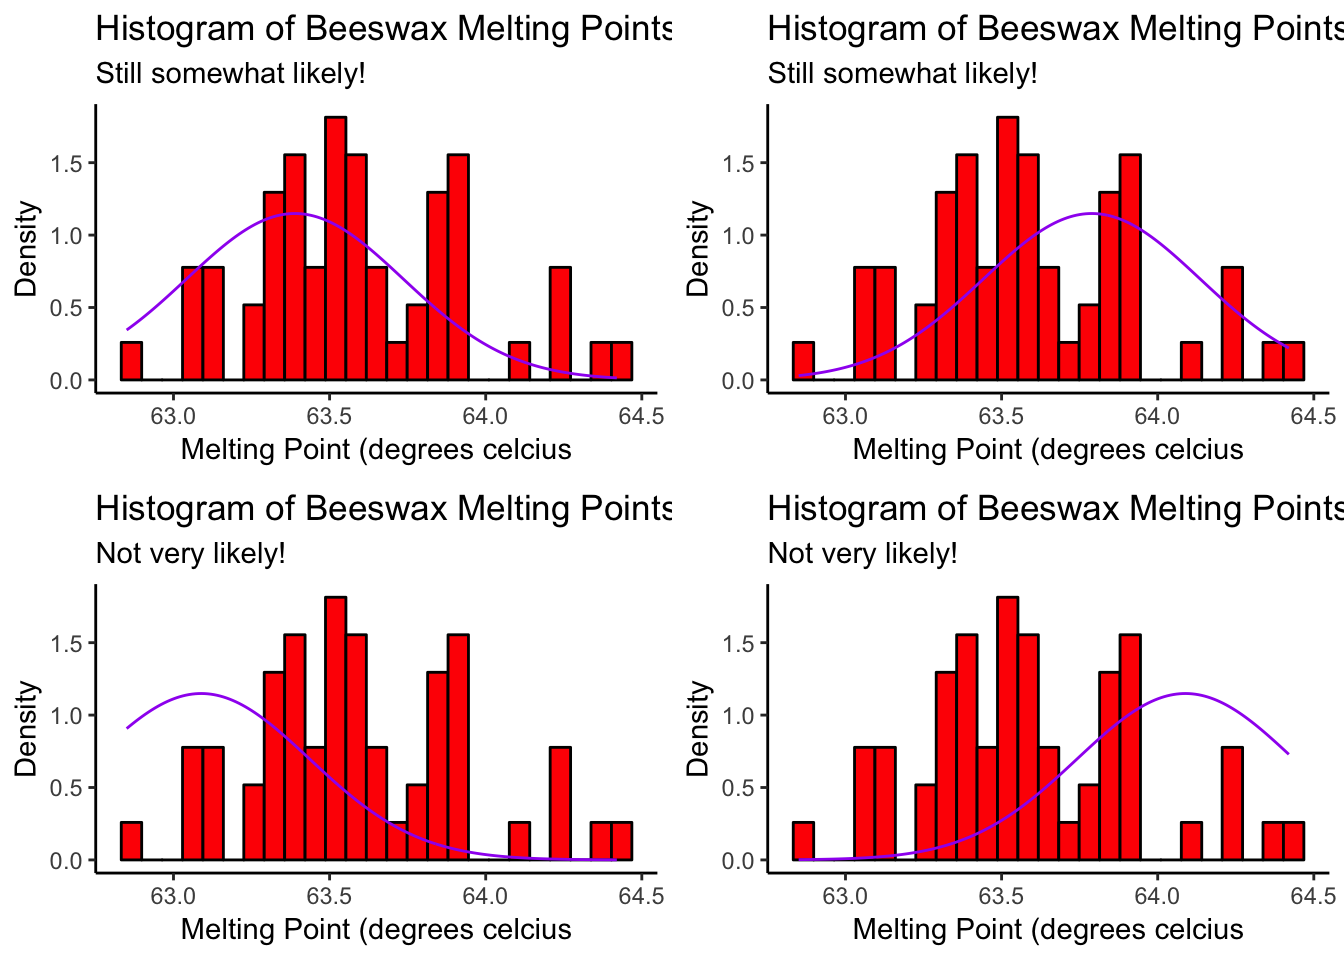 Histogram of Beeswax Melting Points
Still somewhat likely!
Density
1.5
1.0
0.5
0.0
63.0 63.5 64.0 64.5
Melting Point (degrees celcius
Histogram of Beeswax Melting Points
Still somewhat likely!
Density
1.5
1.0
0.5
0.0
63.0 63.5 64.0 64.5
Melting Point (degrees celcius
Histogram of Beeswax Melting Points
Not very likely!
Density
1.5
1.0
0.5
0.0
63.0 63.5 64.0 64.5
Melting Point (degrees celcius
Histogram of Beeswax Melting Points
Not very likely!
Density
1.5
1.0
0.5
0.0
63.0 63.5 64.0 64.5
Melting Point (degrees celcius